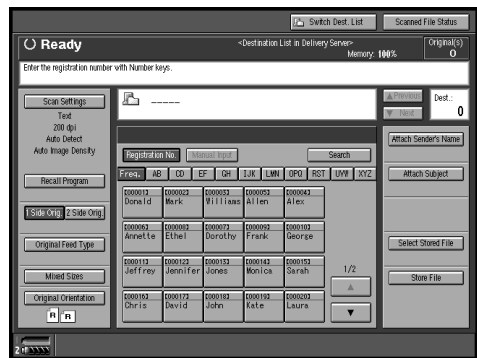 Switch Dest. List
Scanned File Status
Ready
<Destination List in Delivery Server>
Memory: 100%
Original(s)
0
Enter the registration number with Number keys.
Scan Settings
Text
200 dpi
Auto Detect
Auto Image Density
Recall Program
1 Side Orig. 2 Side Orig.
Original Feed Type
Mixed Sizes
Original Orientation
R R
-----
▲ Previous
▼ Next
Dest.:
0
Registration No. Manual Input Search
Freq. AB CD EF GH IJK LMN OPQ RST UVW XYZ
[00001] [00002] [00003] [00005] [00004]
Donald Mark Williams Allen Alex
[00006] [00006] [00007] [00009] [00010]
Annette Ethel Dorothy Frank George
[00011] [00012] [00013] [00014] [00015]
Jeffrey Jennifer Jones Monica Sarah
[00016] [00017] [00018] [00019] [00020]
Chris David John Kate Laura
1/2
▲
▼
Attach Sender's Name
Attach Subject
Select Stored File
Store File
1
2